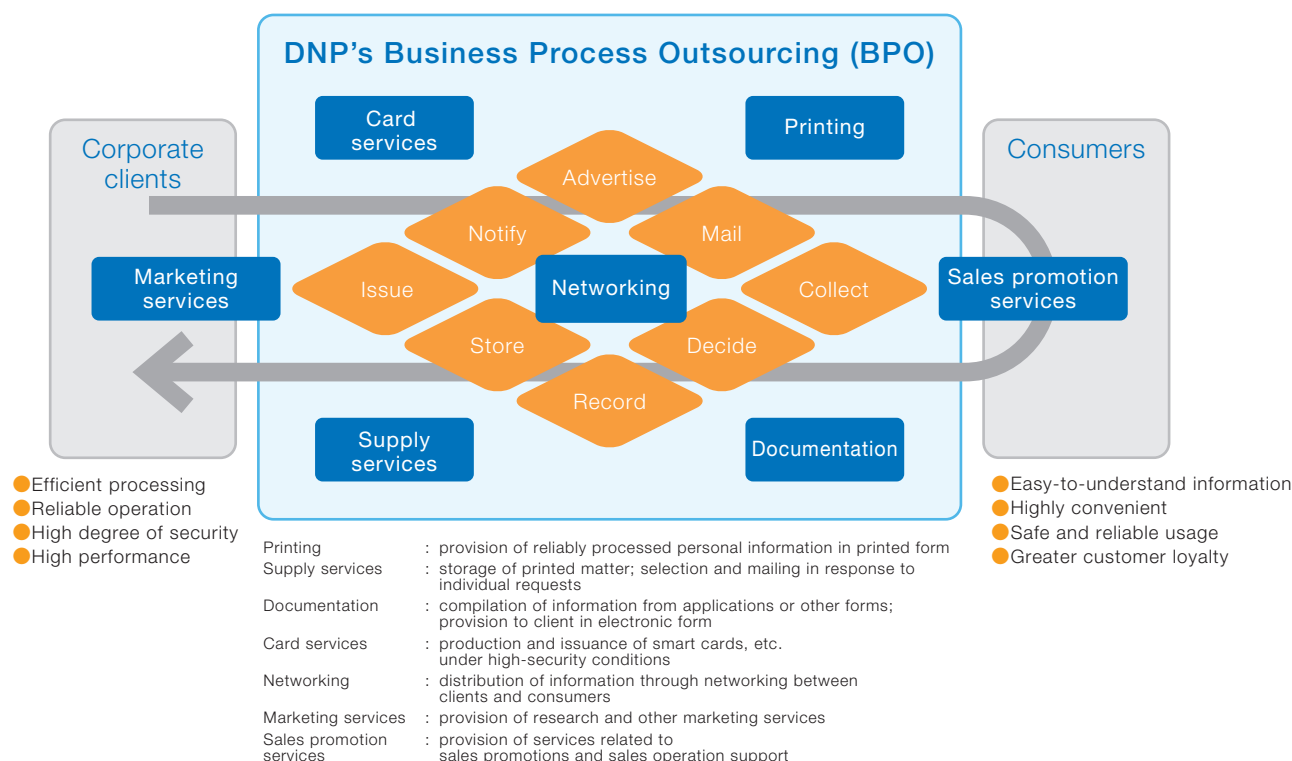 DNP's Business Process Outsourcing (BPO)
Card
services
Printing
Corporate
clients
Consumers
Advertise
Notify
Mail
Marketing
services
Issue
Networking
Collect
Sales promotion
services
Store
Decide
Record
Supply
services
Documentation
Efficient processing
Reliable operation
High degree of security
High performance
Easy-to-understand information
Highly convenient
Safe and reliable usage
Greater customer loyalty
Printing : provision of reliably processed personal information in printed form
Supply services : storage of printed matter; selection and mailing in response to
individual requests
Documentation : compilation of information from applications or other forms;
provision to client in electronic form
Card services : production and issuance of smart cards, etc.
under high-security conditions
Networking : distribution of information through networking between
clients and consumers
Marketing services : provision of research and other marketing services
Sales promotion : provision of services related to
services sales promotions and sales operation support